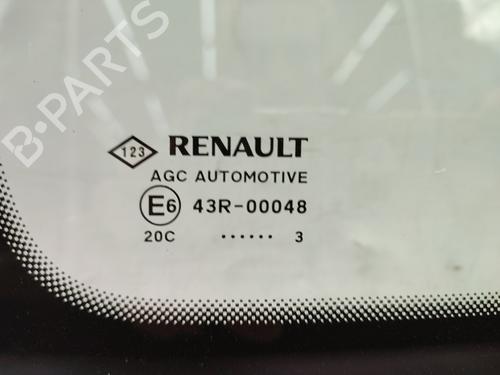 B-PARTS
123 RENAULT
AGC AUTOMOTIVE
E6 43R-00048
20C ...... 3